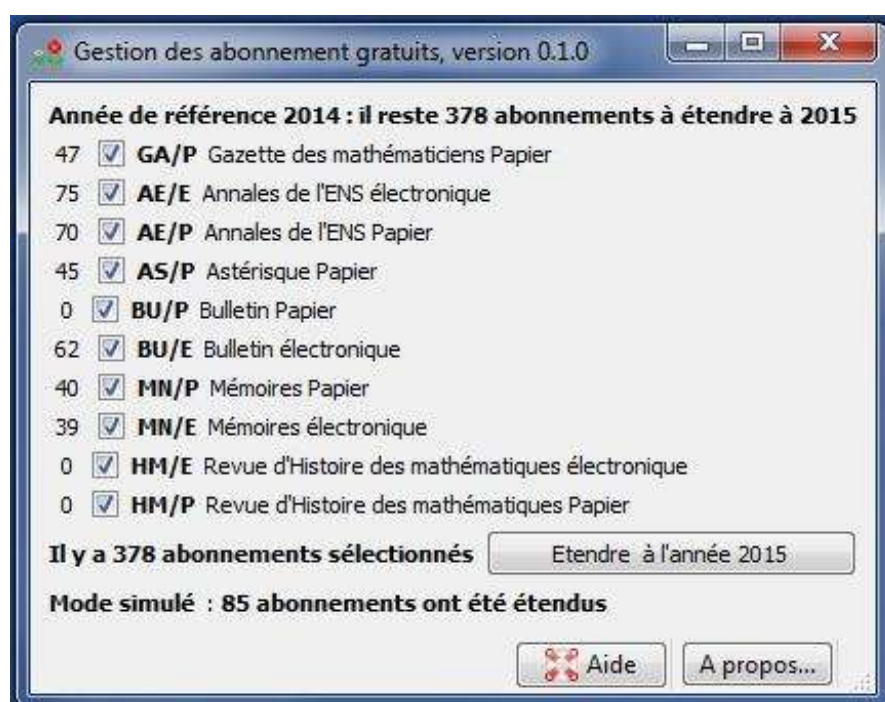 Gestion des abonnement gratuits, version 0.1.0
Année de référence 2014 : il reste 378 abonnements à étendre à 2015
47 GA/P Gazette des mathématiciens Papier
75 AE/E Annales de l'ENS électronique
70 AE/P Annales de l'ENS Papier
45 AS/P Astérisque Papier
0 BU/P Bulletin Papier
62 BU/E Bulletin électronique
40 MN/P Mémoires Papier
39 MN/E Mémoires électronique
0 HM/E Revue d'Histoire des mathématiques électronique
0 HM/P Revue d'Histoire des mathématiques Papier
Il y a 378 abonnements sélectionnés Etendre à l'année 2015
Mode simulé : 85 abonnements ont été étendus
Aide A propos...